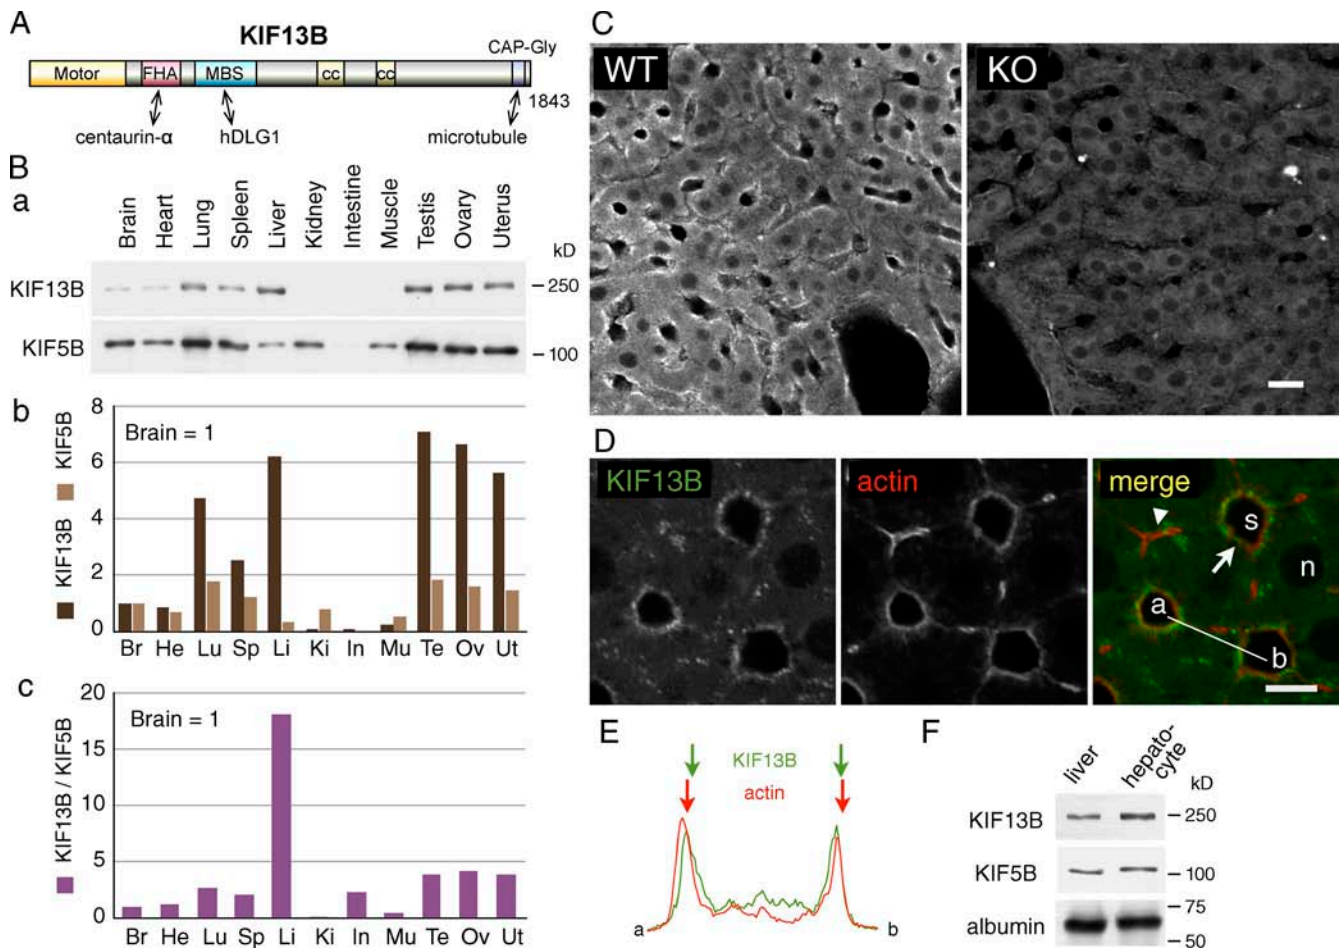 A
KIF13B
CAP-Gly
Motor FHA MBS cc cc
1843
centaurin-α hDLG1 microtubule
B
a
Brain Heart Lung Spleen Liver Kidney Intestine Muscle Testis Ovary Uterus
kD
KIF13B
250
KIF5B
100
b
KIF13B KIF5B
Brain = 1
8
6
4
2
0
Br He Lu Sp Li Ki In Mu Te Ov Ut
c
KIF13B / KIF5B
Brain = 1
20
15
10
5
0
Br He Lu Sp Li Ki In Mu Te Ov Ut
C
WT KO
D
KIF13B actin merge
s
n
a
b
E
KIF13B
actin
a b
F
liver hepato-
cyte
kD
KIF13B 250
KIF5B 100
albumin 75
50